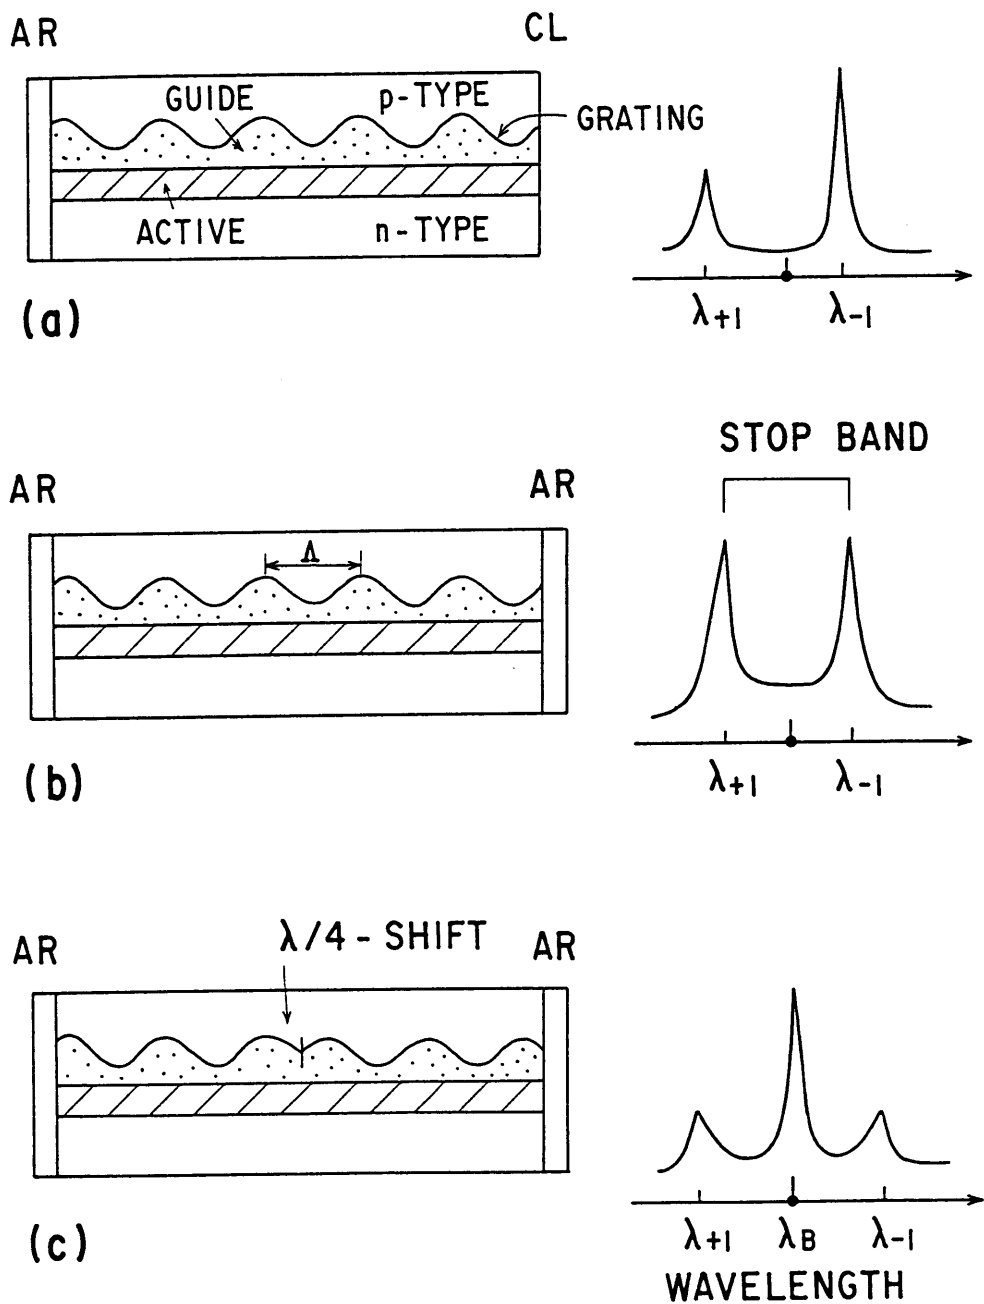 AR CL
GUIDE p-TYPE
GRATING
ACTIVE n-TYPE
λ+1 λ-1
(a)
STOP BAND
AR AR
Λ
λ+1 λ-1
(b)
λ/4-SHIFT
AR AR
λ+1 λB λ-1
(c)
WAVELENGTH